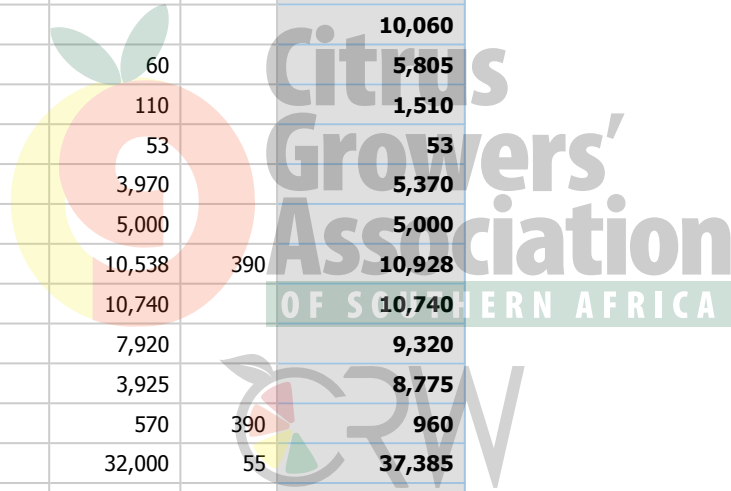 10,060
60 5,805
110 1,510
53 53
3,970 5,370
5,000 5,000
10,538 390 10,928
10,740 10,740
7,920 9,320
3,925 8,775
570 390 960
32,000 55 37,385
Citrus
Growers'
Association
OF SOUTHERN AFRICA
CRW